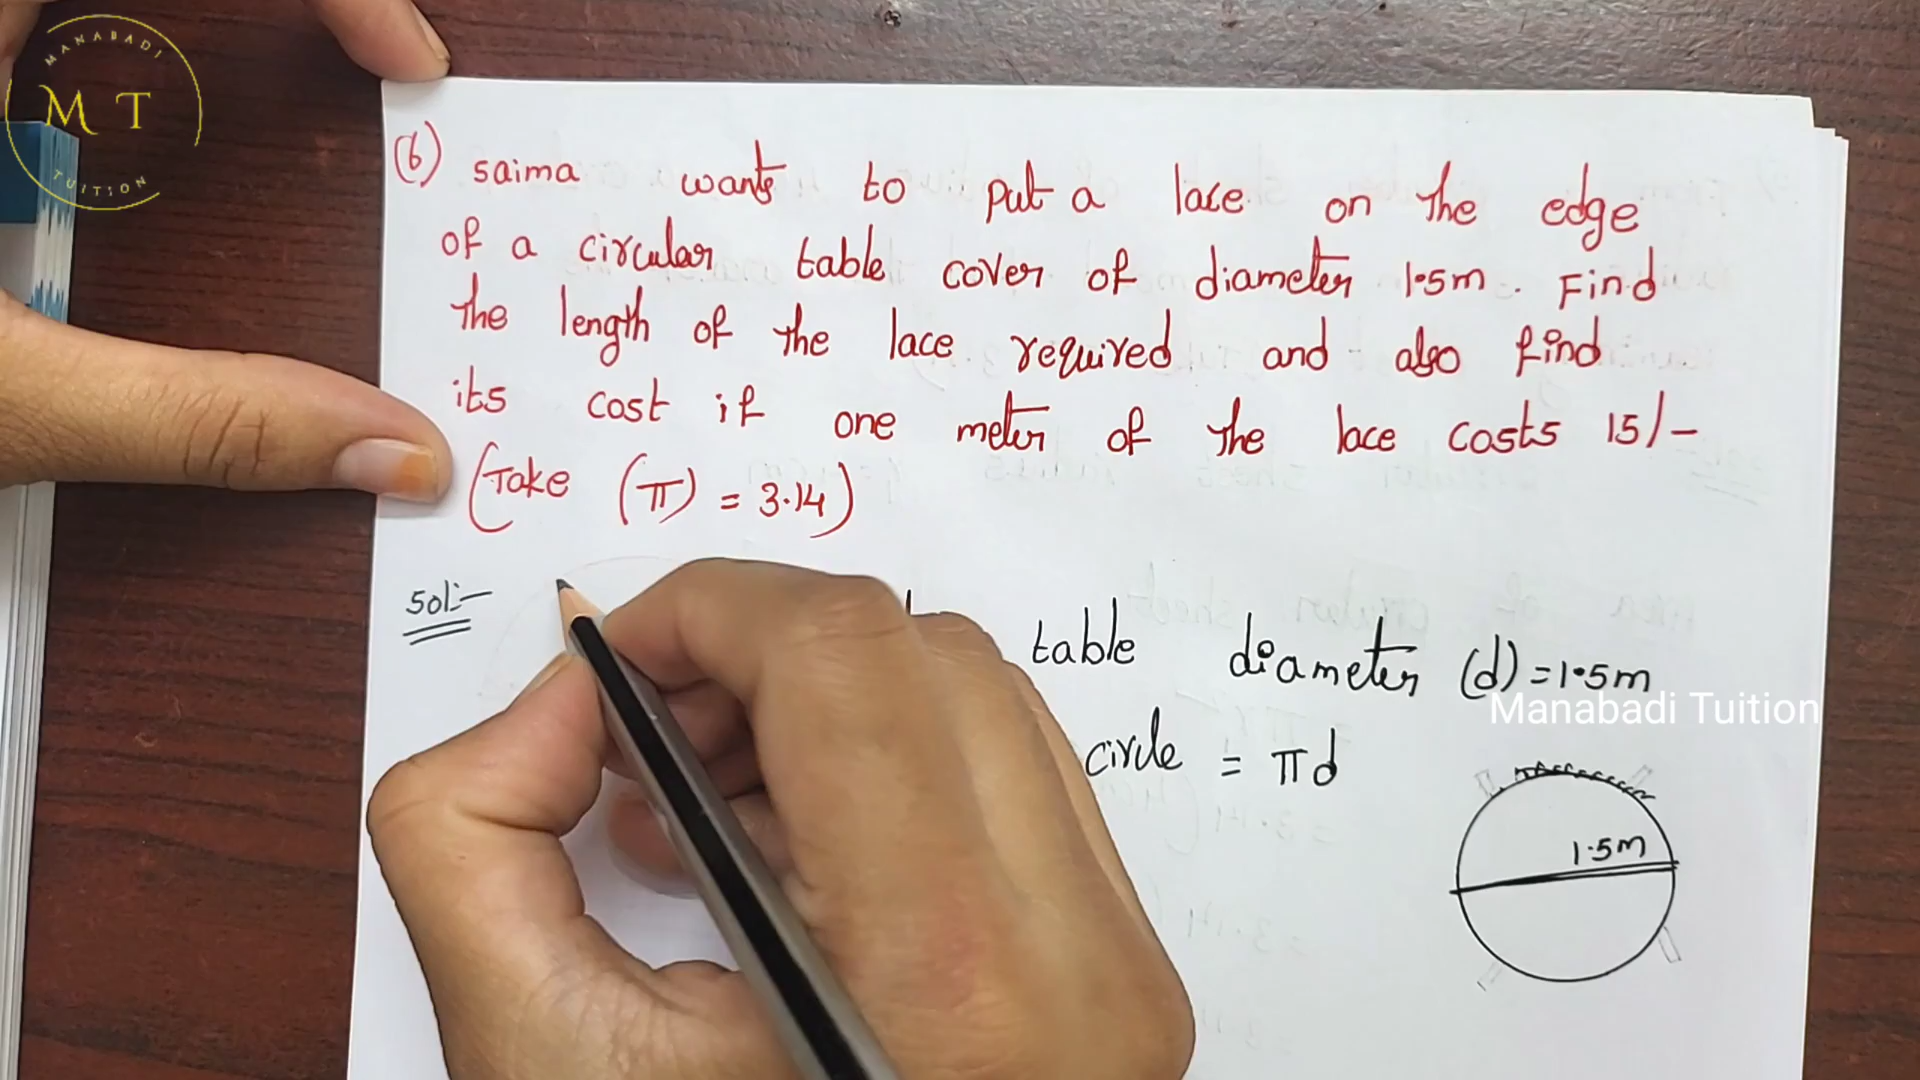 MANABADI
M T
TUITION
(6) saima wants to put a lace on the edge
of a circular table cover of diameter 1.5m. Find
the length of the lace required and also find
its cost if one meter of the lace costs 15/-
(Take (π) = 3.14)
Sol:-
table diameter (d) = 1.5m
Manabadi Tuition
circle = πd
1.5m